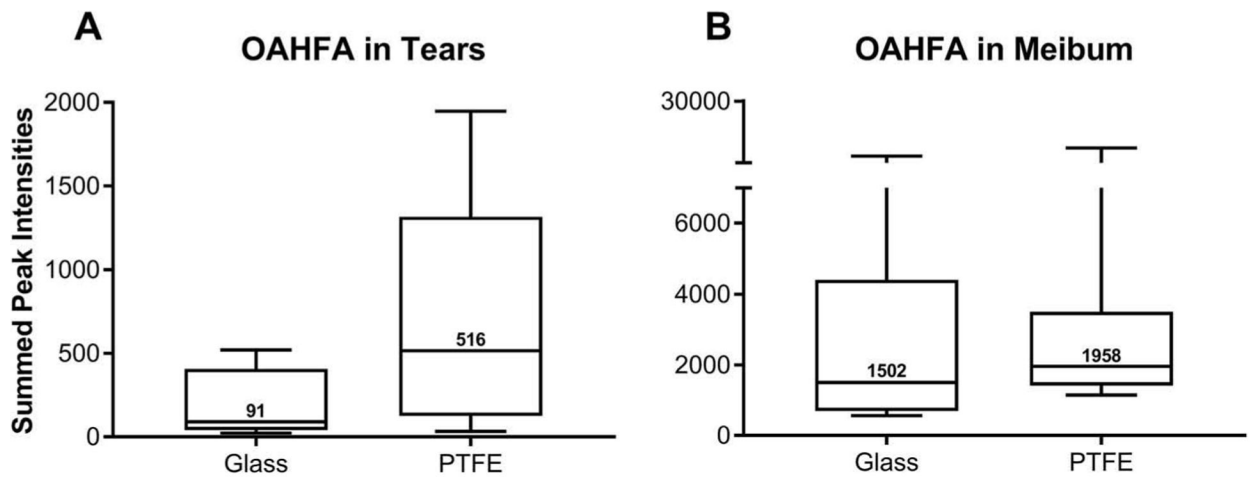 A
OAHFA in Tears
Summed Peak Intensities
2000
1500
1000
500
0
91
516
Glass
PTFE
B
OAHFA in Meibum
30000
6000
4000
2000
0
1502
1958
Glass
PTFE